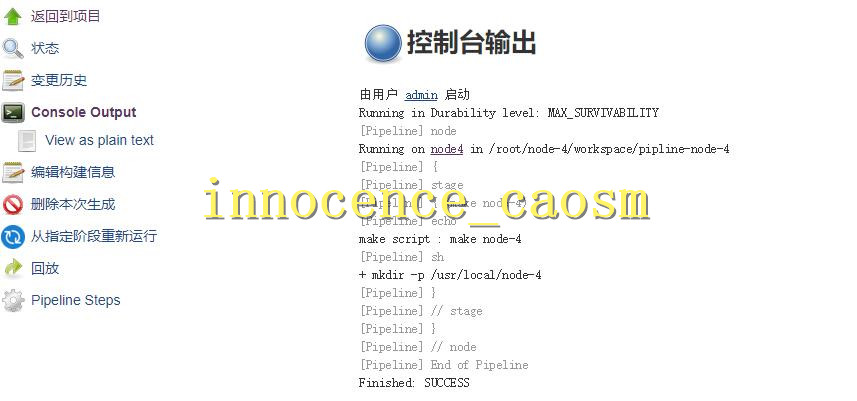 返回到项目
状态
变更历史
Console Output
View as plain text
编辑构建信息
删除本次生成
从指定阶段重新运行
回放
Pipeline Steps
控制台输出
由用户 admin 启动
Running in Durability level: MAX_SURVIVABILITY
[Pipeline] node
Running on node4 in /root/node-4/workspace/pipline-node-4
[Pipeline] {
[Pipeline] stage
[Pipeline] { (make node-4)
[Pipeline] echo
make script : make node-4
[Pipeline] sh
+ mkdir -p /usr/local/node-4
[Pipeline] }
[Pipeline] // stage
[Pipeline] }
[Pipeline] // node
[Pipeline] End of Pipeline
Finished: SUCCESS
innocence_caosm